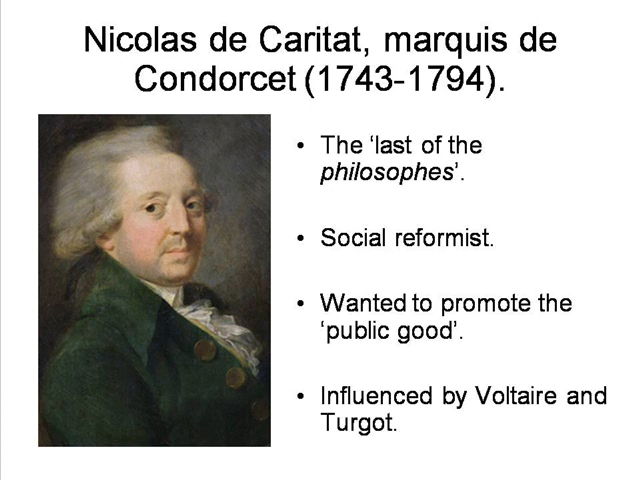 Nicolas de Caritat, marquis de
Condorcet (1743-1794).
• The ‘last of the
philosophes’.
• Social reformist.
• Wanted to promote the
‘public good’.
• Influenced by Voltaire and
Turgot.